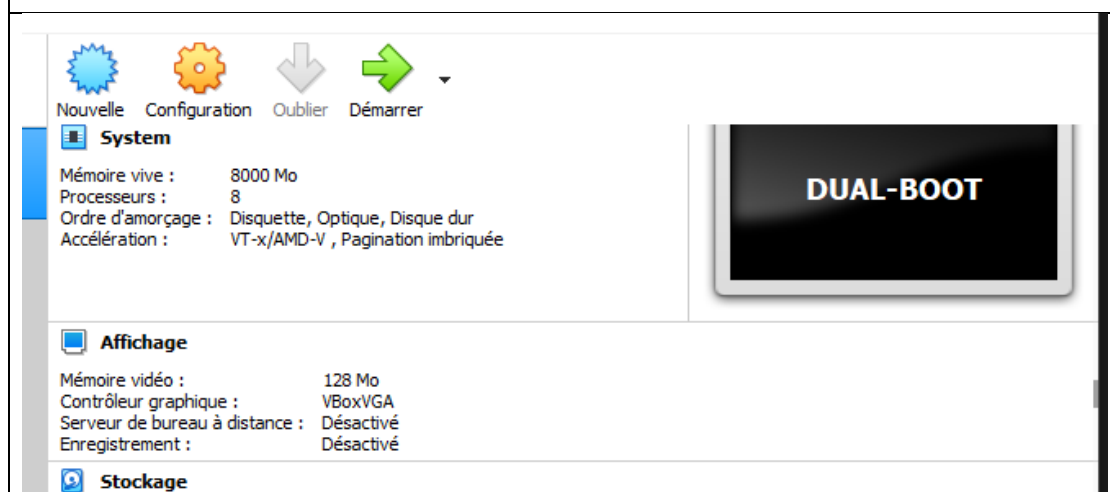 Nouvelle Configuration Oublier Démarrer
System
Mémoire vive : 8000 Mo
Processeurs : 8
Ordre d'amorçage : Disquette, Optique, Disque dur
Accélération : VT-x/AMD-V , Pagination imbriquée
DUAL-BOOT
Affichage
Mémoire vidéo : 128 Mo
Contrôleur graphique : VBoxVGA
Serveur de bureau à distance : Désactivé
Enregistrement : Désactivé
Stockage